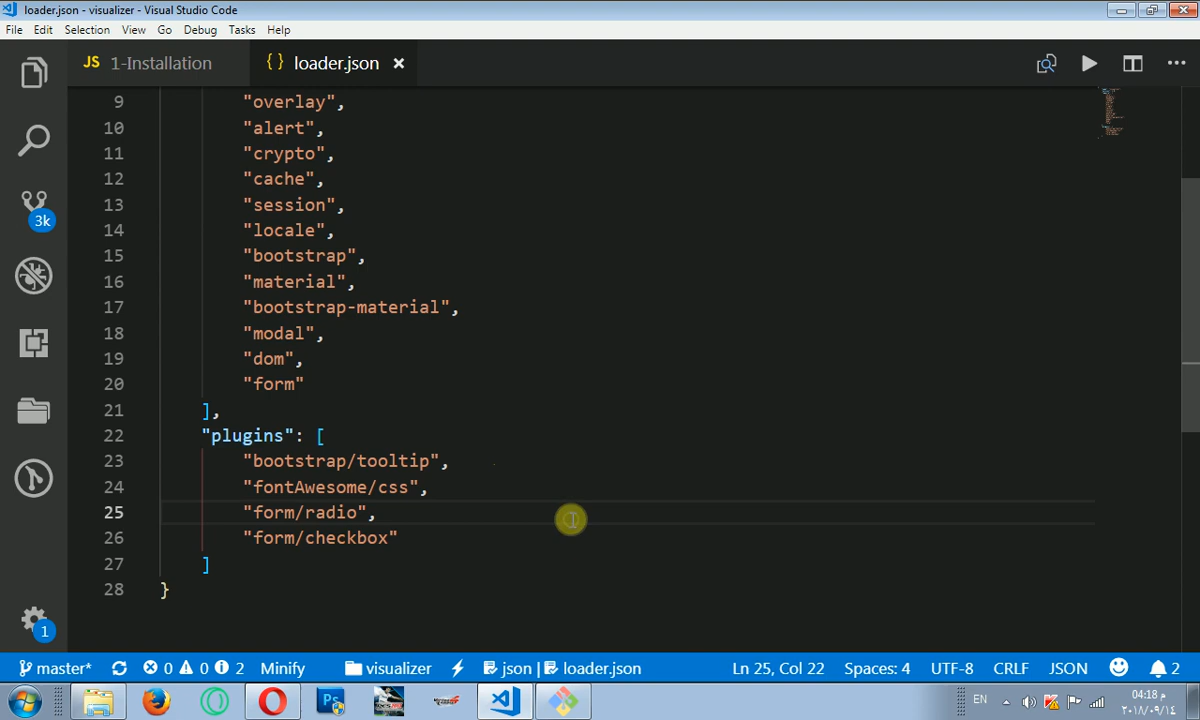 loader.json - visualizer - Visual Studio Code
File Edit Selection View Go Debug Tasks Help
JS 1-Installation {} loader.json ×
9 "overlay",
10 "alert",
11 "crypto",
12 "cache",
13 "session",
14 "locale",
15 "bootstrap",
16 "material",
17 "bootstrap-material",
18 "modal",
19 "dom",
20 "form"
21 ],
22 "plugins": [
23 "bootstrap/tooltip",
24 "fontAwesome/css",
25 "form/radio",
26 "form/checkbox"
27 ]
28 }
3k
1
master* 0 0 2 Minify visualizer json | loader.json Ln 25, Col 22 Spaces: 4 UTF-8 CRLF JSON 2
Ps EN
04:18 م
٢٠١٨/٠٩/١٤